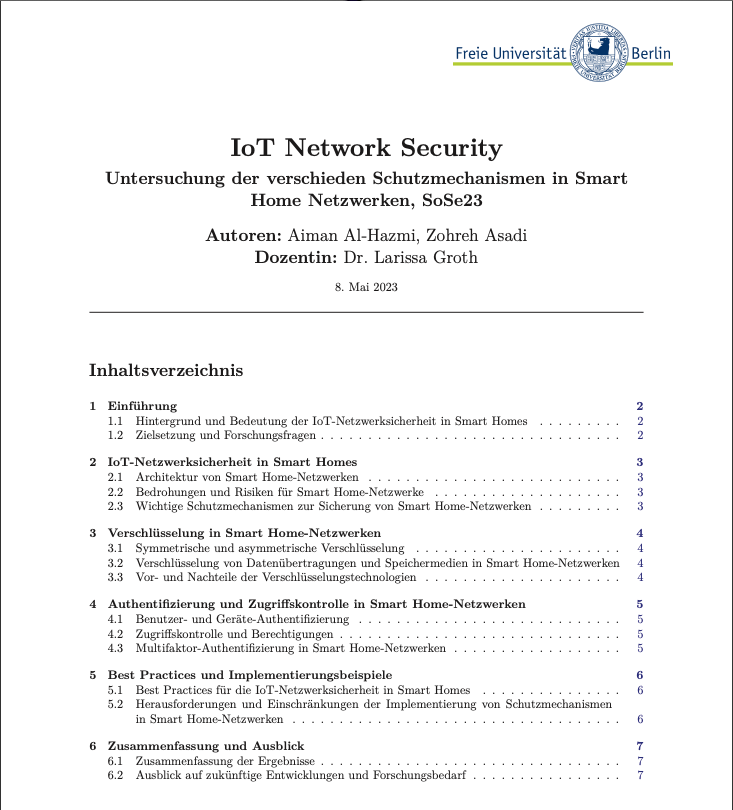 Freie Universität Berlin
IoT Network Security
Untersuchung der verschieden Schutzmechanismen in Smart
Home Netzwerken, SoSe23
Autoren: Aiman Al-Hazmi, Zohreh Asadi
Dozentin: Dr. Larissa Groth
8. Mai 2023
Inhaltsverzeichnis
1 Einführung 2
1.1 Hintergrund und Bedeutung der IoT-Netzwerksicherheit in Smart Homes . . . . . . . . . 2
1.2 Zielsetzung und Forschungsfragen . . . . . . . . . . . . . . . . . . . . . . . . . . . . . . . 2
2 IoT-Netzwerksicherheit in Smart Homes 3
2.1 Architektur von Smart Home-Netzwerken . . . . . . . . . . . . . . . . . . . . . . . . . . 3
2.2 Bedrohungen und Risiken für Smart Home-Netzwerke . . . . . . . . . . . . . . . . . . . 3
2.3 Wichtige Schutzmechanismen zur Sicherung von Smart Home-Netzwerken . . . . . . . . . 3
3 Verschlüsselung in Smart Home-Netzwerken 4
3.1 Symmetrische und asymmetrische Verschlüsselung . . . . . . . . . . . . . . . . . . . . . 4
3.2 Verschlüsselung von Datenübertragungen und Speichermedien in Smart Home-Netzwerken 4
3.3 Vor- und Nachteile der Verschlüsselungstechnologien . . . . . . . . . . . . . . . . . . . . 4
4 Authentifizierung und Zugriffskontrolle in Smart Home-Netzwerken 5
4.1 Benutzer- und Geräte-Authentifizierung . . . . . . . . . . . . . . . . . . . . . . . . . . . 5
4.2 Zugriffskontrolle und Berechtigungen . . . . . . . . . . . . . . . . . . . . . . . . . . . . . 5
4.3 Multifaktor-Authentifizierung in Smart Home-Netzwerken . . . . . . . . . . . . . . . . . 5
5 Best Practices und Implementierungsbeispiele 6
5.1 Best Practices für die IoT-Netzwerksicherheit in Smart Homes . . . . . . . . . . . . . . . 6
5.2 Herausforderungen und Einschränkungen der Implementierung von Schutzmechanismen
in Smart Home-Netzwerken . . . . . . . . . . . . . . . . . . . . . . . . . . . . . . . . . . 6
6 Zusammenfassung und Ausblick 7
6.1 Zusammenfassung der Ergebnisse . . . . . . . . . . . . . . . . . . . . . . . . . . . . . . . 7
6.2 Ausblick auf zukünftige Entwicklungen und Forschungsbedarf . . . . . . . . . . . . . . . . 7